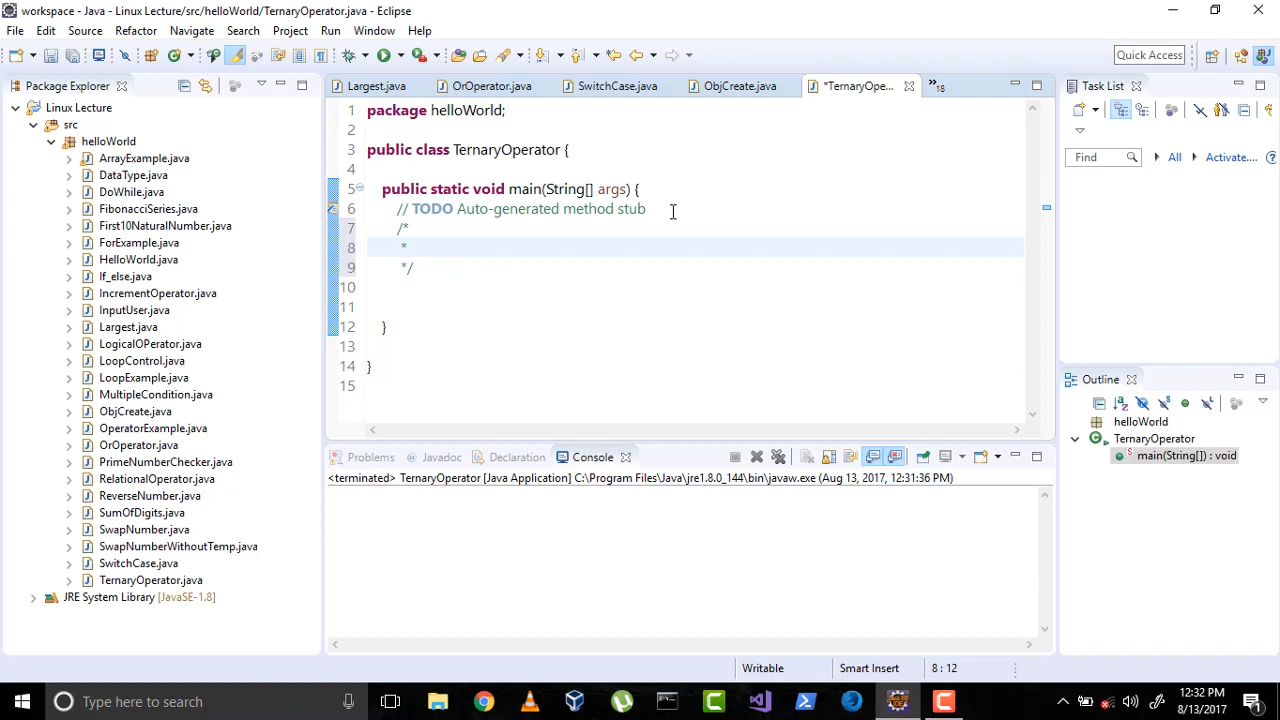 workspace - Java - Linux Lecture/src/helloWorld/TernaryOperator.java - Eclipse
File Edit Source Refactor Navigate Search Project Run Window Help
Quick Access
Package Explorer
Linux Lecture
src
helloWorld
ArrayExample.java
DataType.java
DoWhile.java
FibonacciSeries.java
First10NaturalNumber.java
ForExample.java
HelloWorld.java
If_else.java
IncrementOperator.java
InputUser.java
Largest.java
LogicalOPerator.java
LoopControl.java
LoopExample.java
MultipleCondition.java
ObjCreate.java
OperatorExample.java
OrOperator.java
PrimeNumberChecker.java
RelationalOperator.java
ReverseNumber.java
SumOfDigits.java
SwapNumber.java
SwapNumberWithoutTemp.java
SwitchCase.java
TernaryOperator.java
JRE System Library [JavaSE-1.8]
Largest.java OrOperator.java SwitchCase.java ObjCreate.java *TernaryOpe... »18
1 package helloWorld;
2
3 public class TernaryOperator {
4
5 public static void main(String[] args) {
6 // TODO Auto-generated method stub
7 /*
8 *
9 */
10
11
12 }
13
14 }
15
Problems Javadoc Declaration Console
<terminated> TernaryOperator [Java Application] C:\Program Files\Java\jre1.8.0_144\bin\javaw.exe (Aug 13, 2017, 12:31:36 PM)
Task List
Find All Activate...
Outline
helloWorld
TernaryOperator
main(String[]) : void
Writable Smart Insert 8 : 12
Type here to search
12:32 PM
8/13/2017